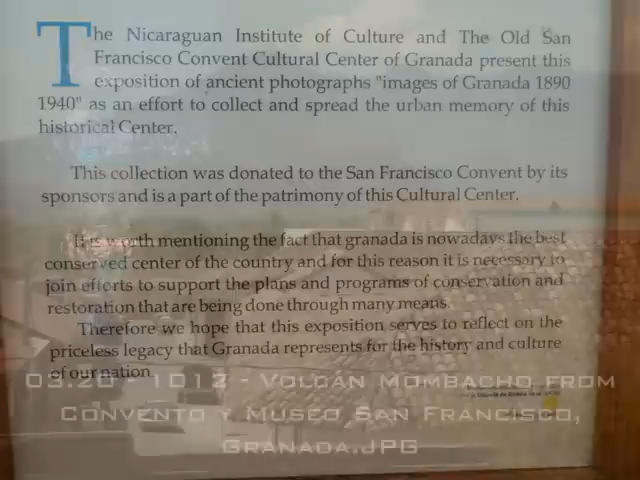 The Nicaraguan Institute of Culture and The Old San
Francisco Convent Cultural Center of Granada present this
exposition of ancient photographs "images of Granada 1890
1940" as an effort to collect and spread the urban memory of this
historical Center.
This collection was donated to the San Francisco Convent by its
sponsors and is a part of the patrimony of this Cultural Center.
It is worth mentioning the fact that granada is nowadays the best
conserved center of the country and for this reason it is necessary to
join efforts to support the plans and programs of conservation and
restoration that are being done through many means.
Therefore we hope that this exposition serves to reflect on the
priceless legacy that Granada represents for the history and culture
of our nation
03.20 - 1012 - Volcan Mombacho from
Convento y Museo San Francisco,
Granada.JPG